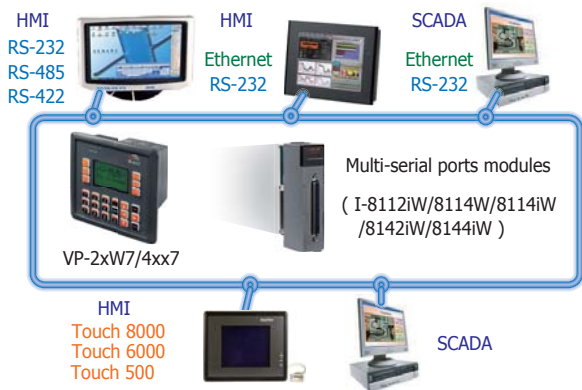 HMI
RS-232
RS-485
RS-422
HMI
Ethernet
RS-232
SCADA
Ethernet
RS-232
VP-2xW7/4xx7
Multi-serial ports modules
( I-8112iW/8114W/8114iW
/8142iW/8144iW )
HMI
Touch 8000
Touch 6000
Touch 500
SCADA